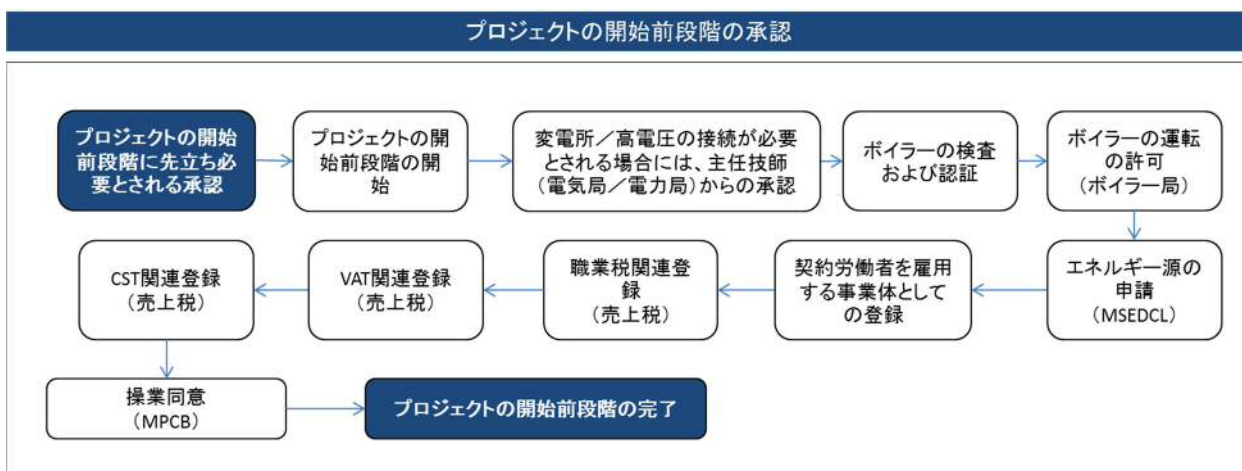 プロジェクトの開始前段階の承認
プロジェクトの開始
前段階に先立ち必
要とされる承認
プロジェクトの開
始前段階の開
始
変電所／高電圧の接続が必要
とされる場合には、主任技師
（電気局／電力局）からの承認
ボイラーの検査
および認証
ボイラーの運転
の許可
（ボイラー局）
エネルギー源の
申請
（MSEDCL）
契約労働者を雇用
する事業体として
の登録
職業税関連登
録
（売上税）
VAT関連登録
（売上税）
CST関連登録
（売上税）
操業同意
（MPCB）
プロジェクトの開始前段階の完了